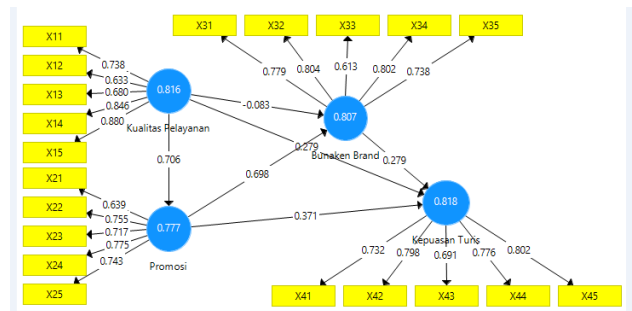 X11
X12
X13
X14
X15
0.738
0.633
0.680
0.846
0.880
0.816
Kualitas Pelayanan
X31
X32
X33
X34
X35
0.779
0.804
0.613
0.802
0.738
0.807
Bunaken Brand
-0.083
0.279
0.706
0.698
0.279
0.371
X21
X22
X23
X24
X25
0.639
0.755
0.717
0.775
0.743
0.777
Promosi
0.818
Kepuasan Turis
0.732
0.798
0.691
0.776
0.802
X41
X42
X43
X44
X45